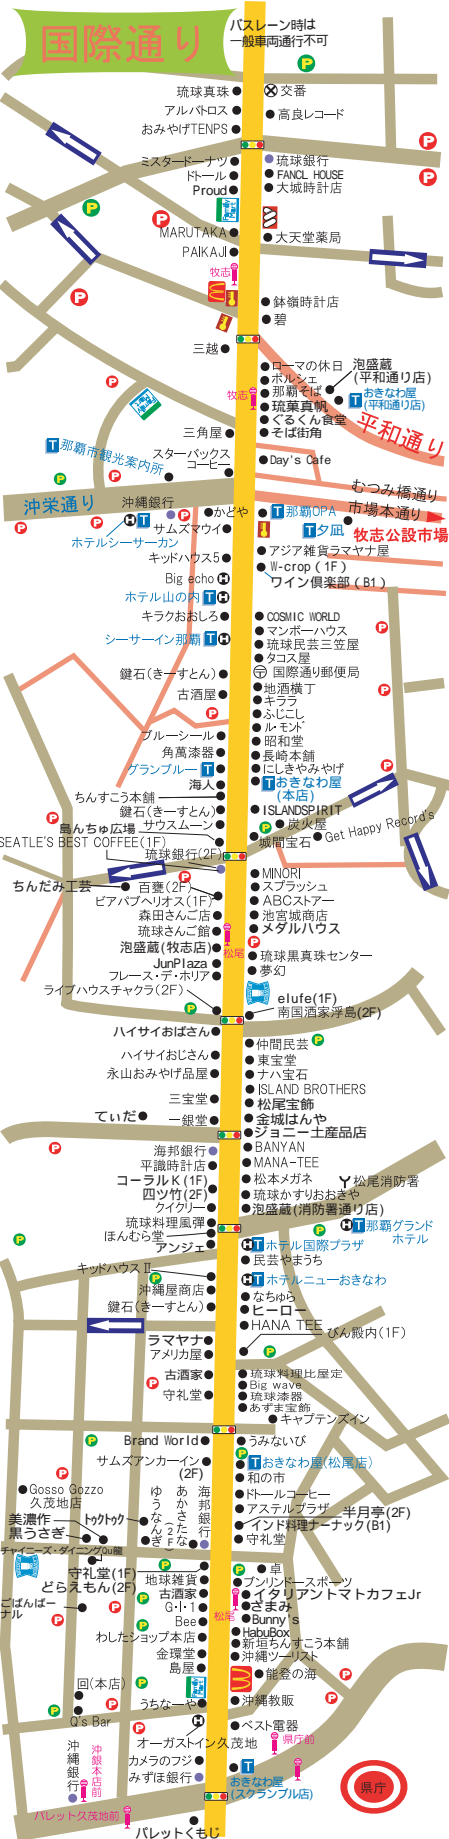 国際通り
バスレーン時は
一般車両通行不可
琉球真珠
交番
アルバトロス
高良レコード
おみやげTENPS
ミスタードーナツ
琉球銀行
ドトール
FANCL HOUSE
Proud
大城時計店
MARUTAKA
大天堂薬局
PAIKAJI
牧志
鉢嶺時計店
碧
三越
ローマの休日
泡盛蔵
(平和通り店)
ポルシェ
牧志
那覇そば
おきなわ屋
(平和通り店)
琉菓真帆
ぐるくん食堂
平和通り
三角屋
そば街角
那覇市観光案内所
スターバックス
コーヒー
Day's Cafe
むつみ橋通り
沖栄通り
沖縄銀行
かどや
那覇OPA
市場本通り
ホテルシーサーカン
サムズマウイ
夕凪
牧志公設市場
キッドハウス5
アジア雑貨ラマヤナ屋
W-crop(1F)
Big echo
ワイン倶楽部(B1)
ホテル山の内
キラクおおしろ
COSMIC WORLD
マンボーハウス
シーサーイン那覇
琉球民芸三笠屋
タコス屋
鍵石(きーすとん)
国際通り郵便局
古酒屋
地酒横丁
キララ
ふじこし
ブルーシール
ル・モンド
角萬漆器
昭和堂
長崎本舗
グランブルー
にしきやみやげ
海人
おきなわ屋
(本店)
ちんすこう本舗
鍵石(きーすとん)
ISLANDSPIRIT
サウスムーン
炭火屋
島んちゅ広場
城間宝石
Get Happy Record's
SEATLE'S BEST COFFEE(1F)
琉球銀行(2F)
MINORI
ちんだみ工芸
百甕(2F)
スプラッシュ
ビアパブヘリオス(1F)
ABCストアー
森田さんご店
池宮城商店
琉球さんご館
メダルハウス
松尾
泡盛蔵(牧志店)
琉球黒真珠センター
JunPlaza
夢幻
フレース・デ・ホリア
ライブハウスチャクラ(2F)
elufe(1F)
南国酒家浮島(2F)
ハイサイおばさん
仲間民芸
ハイサイおじさん
東宝堂
永山おみやげ品屋
ナハ宝石
ISLAND BROTHERS
三宝堂
松尾宝飾
てぃだ
一銀堂
金城はんや
ジョニー土産品店
海邦銀行
BANYAN
平識時計店
MANA-TEE
コーラルK(1F)
松本メガネ
松尾消防署
四ツ竹(2F)
琉球かすりおおさや
クイクリー
泡盛蔵(消防署通り店)
琉球料理風彈
那覇グランド
ホテル
ほんむら堂
アンジェ
ホテル国際プラザ
民芸やまうち
キッドハウスⅡ
ホテルニューおきなわ
沖縄屋商店
なちゅら
鍵石(きーすとん)
ヒーロー
HANA TEE
びん殿内(1F)
ラマヤナ
アメリカ屋
古酒家
琉球料理比屋定
Big wave
守礼堂
琉球漆器
あずま宝飾
キャプテンズイン
Brand World
うみないび
サムズアンカーイン
(2F)
おきなわ屋(松尾店)
和の市
Gosso Gozzo
久茂地店
海邦銀行
あかさたな
ゆうなんぎい(2F)
ドトールコーヒー
アステルプラザ
半月亭(2F)
美濃作
トゥクトゥク
インド料理ナーナック(B1)
黒うさぎ
守礼堂
チャイニーズ・ダイニングQu龍
守礼堂(1F)
地球雑貨
卓
どらえもん(2F)
プンリンドースポーツ
ごぱんぱー
ナル
古酒家
イタリアントマトカフェJr
G・I・1
さまみ
松尾
Bee
Bunny's
HabuBox
わしたショップ本店
新垣ちんすこう本舗
金環堂
沖縄ツーリスト
島屋
能登の海
回(本店)
うちなーや
沖縄教販
Q's Bar
ベスト電器
沖縄銀行
沖銀本店前
オーガストイン久茂地
県庁前
カメラのフジ
みずほ銀行
おきなわ屋
(スクランブル店)
県庁
パレット久茂地前
パレットくもじ